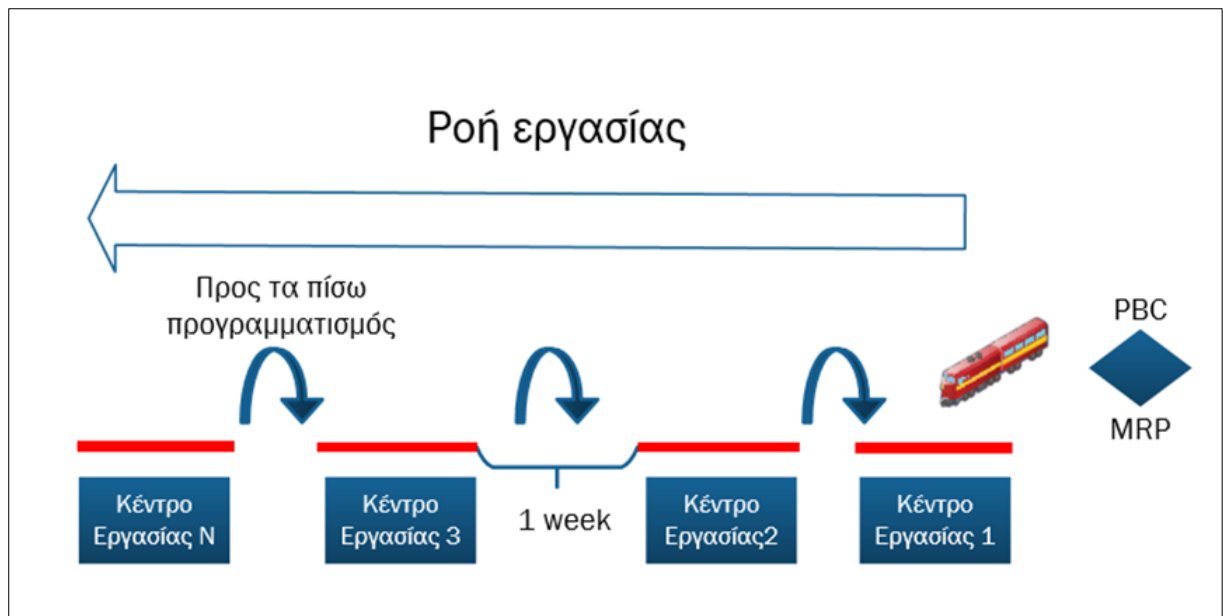 Ροή εργασίας
Προς τα πίσω
προγραμματισμός
PBC
MRP
Κέντρο
Εργασίας N
Κέντρο
Εργασίας 3
1 week
Κέντρο
Εργασίας2
Κέντρο
Εργασίας 1